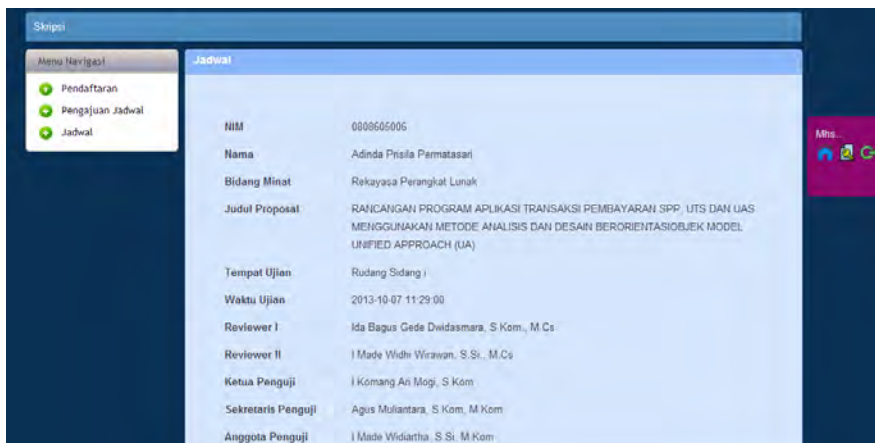 Skripsi
Menu Navigasi
Pendaftaran
Pengajuan Jadwal
Jadwal
Jadwal
NIM 0808605006
Nama Adinda Prisila Permatasari
Bidang Minat Rekayasa Perangkat Lunak
Judul Proposal RANCANGAN PROGRAM APLIKASI TRANSAKSI PEMBAYARAN SPP, UTS DAN UAS
MENGGUNAKAN METODE ANALISIS DAN DESAIN BERORIENTASIOBJEK MODEL
UNIFIED APPROACH (UA)
Tempat Ujian Rudang Sidang i
Waktu Ujian 2013-10-07 11:29:00
Reviewer I Ida Bagus Gede Dwidasmara, S.Kom., M.Cs
Reviewer II I Made Widhi Wirawan, S.Si., M.Cs
Ketua Penguji I Komang Ari Mogi, S.Kom
Sekretaris Penguji Agus Muliantara, S.Kom, M.Kom
Anggota Penguji I Made Widiartha, S.Si, M.Kom
Mhs...